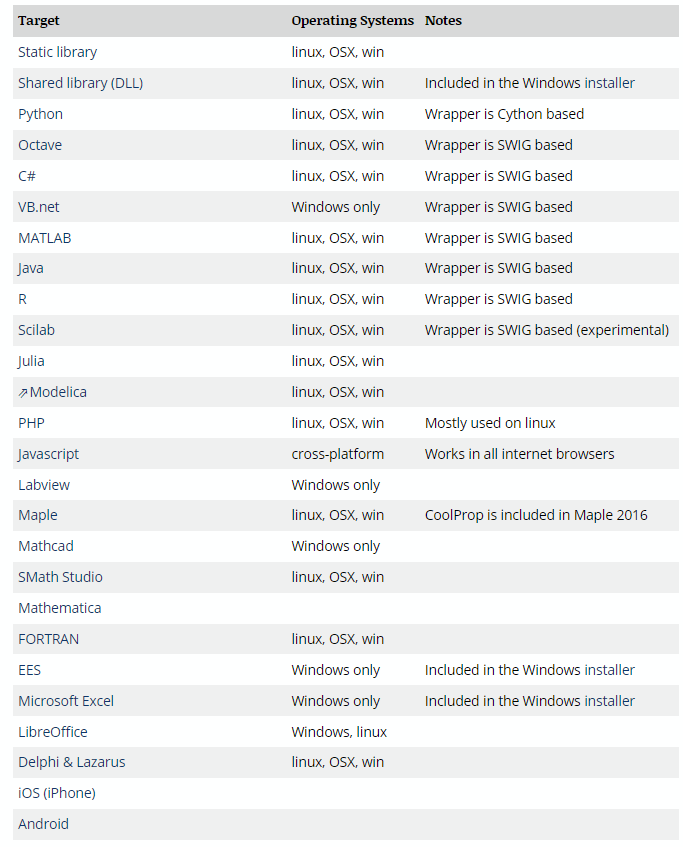 Target Operating Systems Notes
Static library linux, OSX, win
Shared library (DLL) linux, OSX, win Included in the Windows installer
Python linux, OSX, win Wrapper is Cython based
Octave linux, OSX, win Wrapper is SWIG based
C# linux, OSX, win Wrapper is SWIG based
VB.net Windows only Wrapper is SWIG based
MATLAB linux, OSX, win Wrapper is SWIG based
Java linux, OSX, win Wrapper is SWIG based
R linux, OSX, win Wrapper is SWIG based
Scilab linux, OSX, win Wrapper is SWIG based (experimental)
Julia linux, OSX, win
⇗Modelica linux, OSX, win
PHP linux, OSX, win Mostly used on linux
Javascript cross-platform Works in all internet browsers
Labview Windows only
Maple linux, OSX, win CoolProp is included in Maple 2016
Mathcad Windows only
SMath Studio linux, OSX, win
Mathematica
FORTRAN linux, OSX, win
EES Windows only Included in the Windows installer
Microsoft Excel Windows only Included in the Windows installer
LibreOffice Windows, linux
Delphi & Lazarus linux, OSX, win
iOS (iPhone)
Android